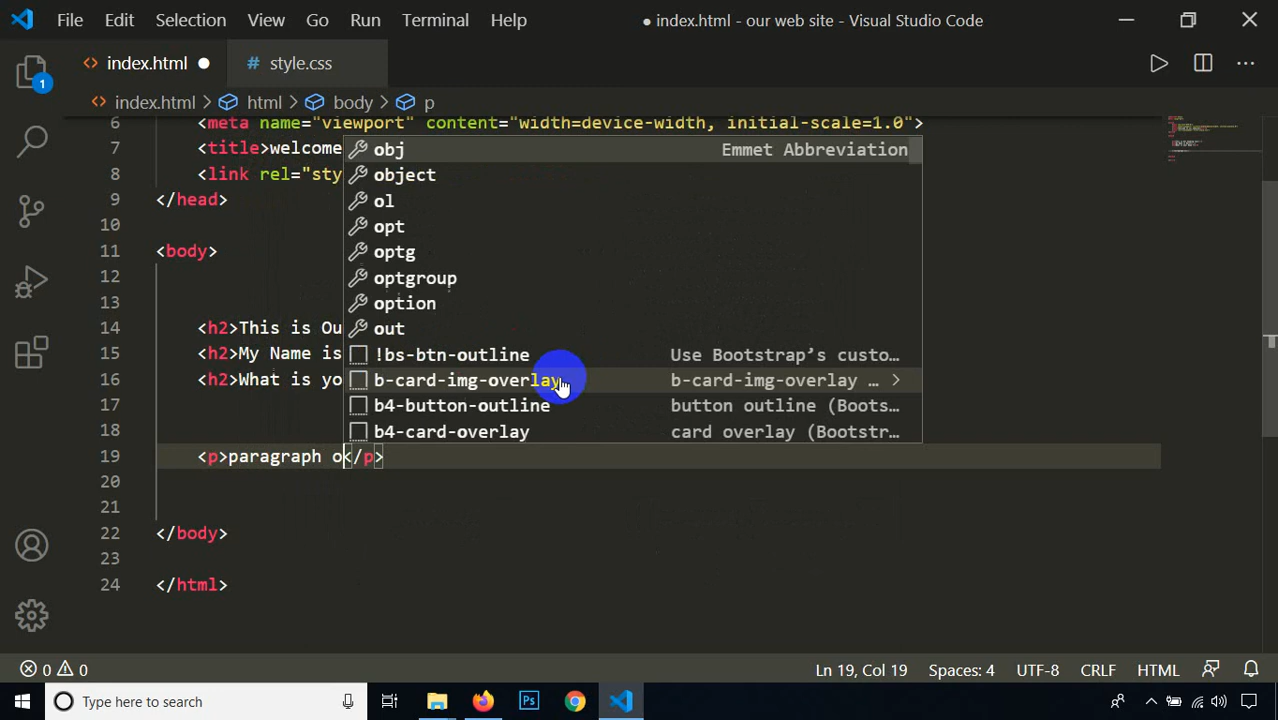 File Edit Selection View Go Run Terminal Help ● index.html - our web site - Visual Studio Code
index.html ● # style.css
index.html > html > body > p
1
6 <meta name="viewport" content="width=device-width, initial-scale=1.0">
7 <title>welcome
8 <link rel="sty
9 </head>
10
11 <body>
12
13
14 <h2>This is Ou
15 <h2>My Name is
16 <h2>What is yo
17
18
19 <p>paragraph o</p>
20
21
22 </body>
23
24 </html>
obj Emmet Abbreviation
object
ol
opt
optg
optgroup
option
out
!bs-btn-outline Use Bootstrap's custo…
b-card-img-overlay b-card-img-overlay … >
b4-button-outline button outline (Boots…
b4-card-overlay card overlay (Bootstr…
0 0 Ln 19, Col 19 Spaces: 4 UTF-8 CRLF HTML
Type here to search Ps